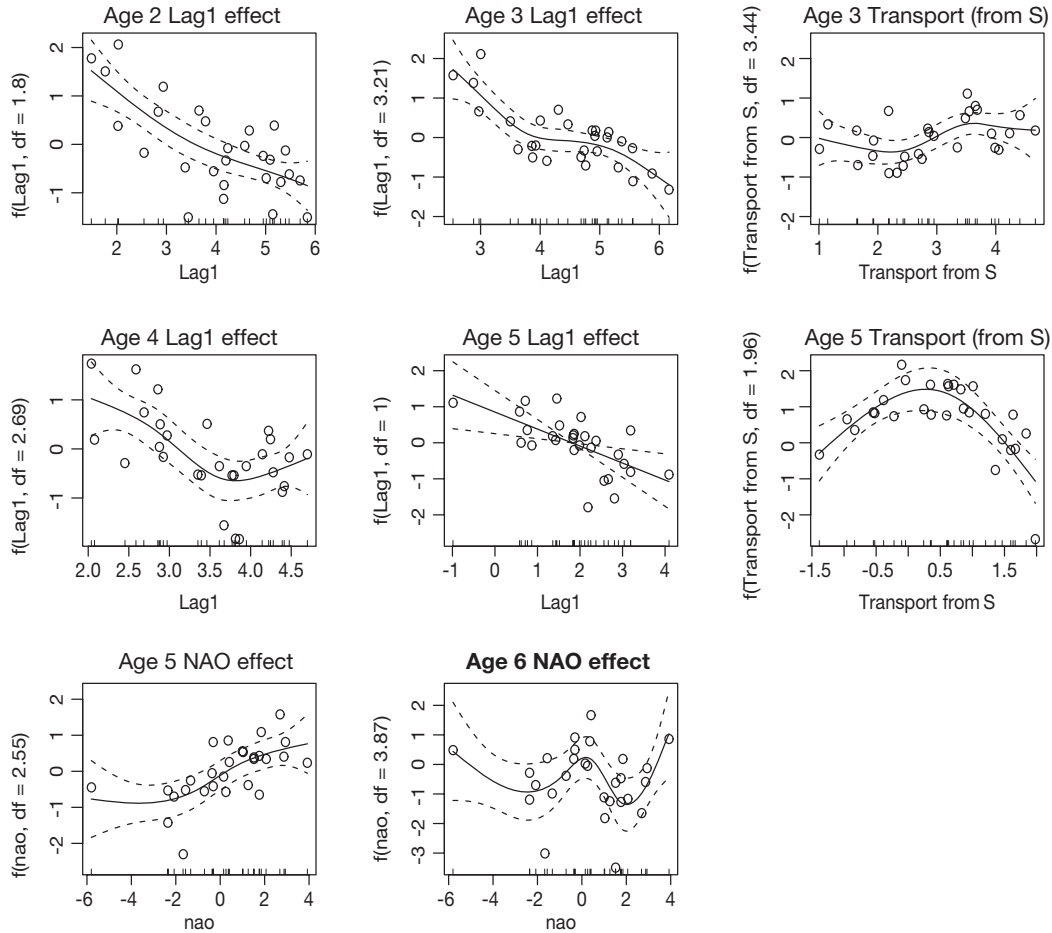 Age 2 Lag1 effect
f(Lag1, df = 1.8)
2
1
0
-1
2 3 4 5 6
Lag1
Age 3 Lag1 effect
f(Lag1, df = 3.21)
2
1
0
-1
-2
3 4 5 6
Lag1
Age 3 Transport (from S)
f(Transport from S, df = 3.44)
2
1
0
-1
-2
1 2 3 4
Transport from S
Age 4 Lag1 effect
f(Lag1, df = 2.69)
1
0
-1
2.0 2.5 3.0 3.5 4.0 4.5
Lag1
Age 5 Lag1 effect
f(Lag1, df = 1)
2
1
0
-1
-2
-1 0 1 2 3 4
Lag1
Age 5 Transport (from S)
f(Transport from S, df = 1.96)
2
1
0
-1
-2
-1.5 -0.5 0.5 1.5
Transport from S
Age 5 NAO effect
f(nao, df = 2.55)
2
1
0
-1
-2
-6 -4 -2 0 2 4
nao
Age 6 NAO effect
f(nao, df = 3.87)
2
1
0
-1
-2
-3
-6 -4 -2 0 2 4
nao